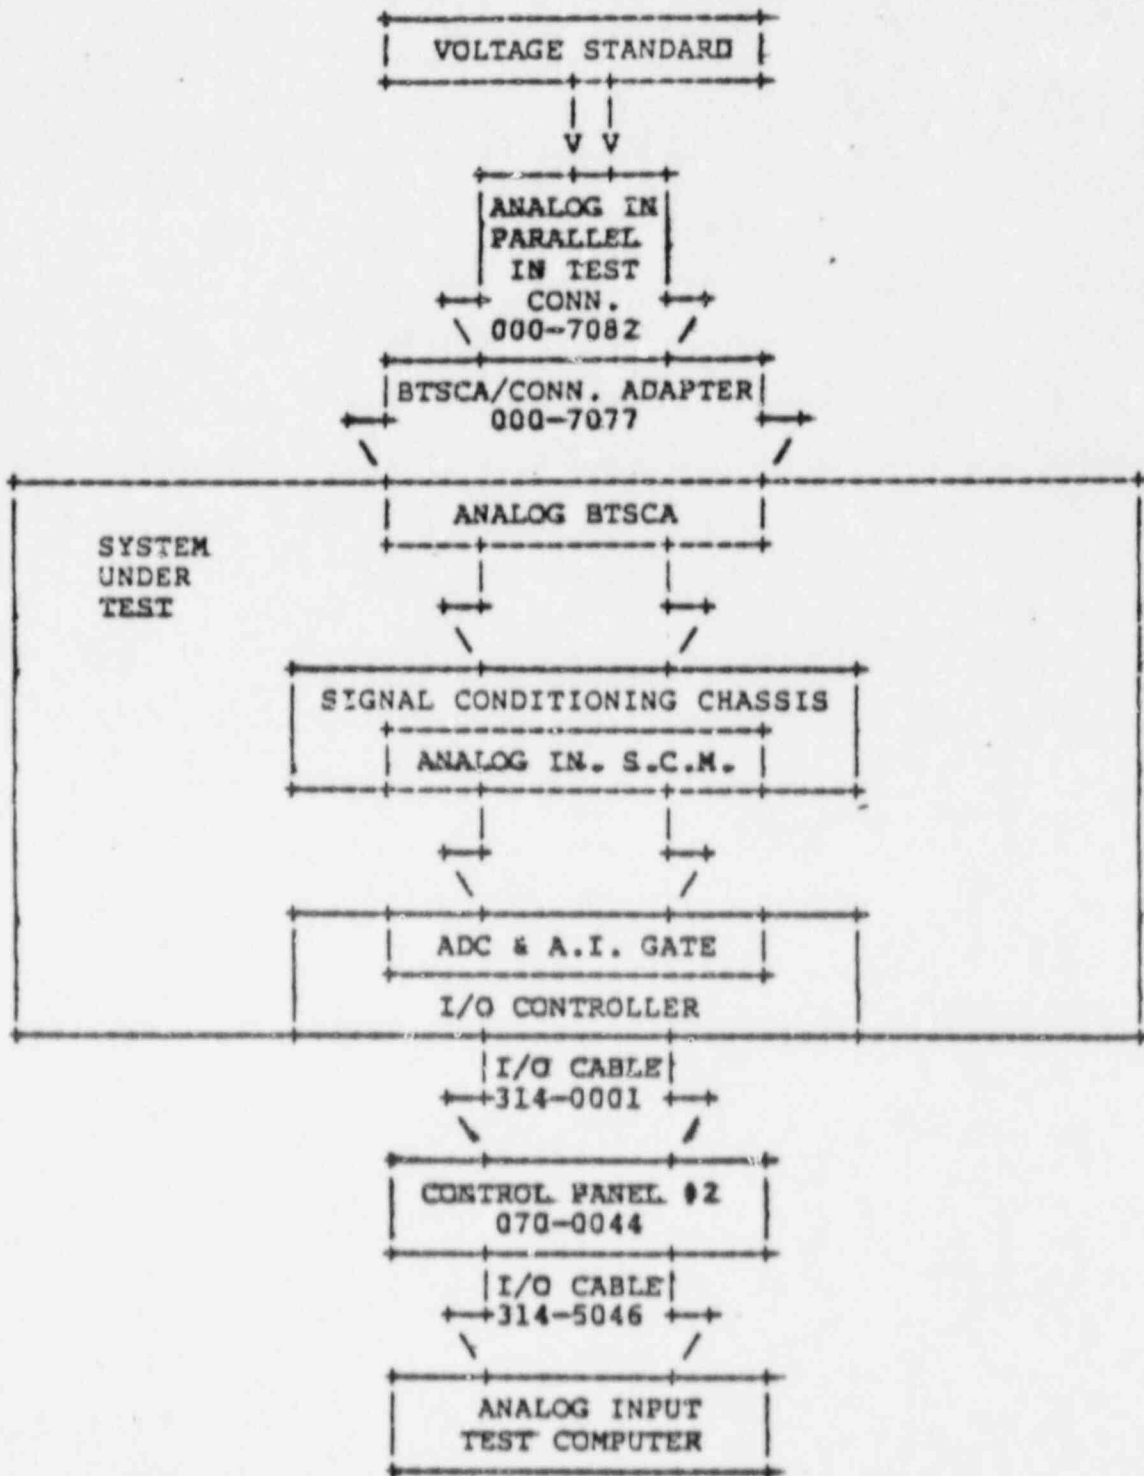 VOLTAGE STANDARD
V V
ANALOG IN
PARALLEL
IN TEST
CONN.
000-7082
BTSCA/CONN. ADAPTER
000-7077
ANALOG BTSCA
SYSTEM
UNDER
TEST
SIGNAL CONDITIONING CHASSIS
ANALOG IN. S.C.M.
ADC & A.I. GATE
I/O CONTROLLER
I/O CABLE
314-0001
CONTROL PANEL #2
070-0044
I/O CABLE
314-5046
ANALOG INPUT
TEST COMPUTER